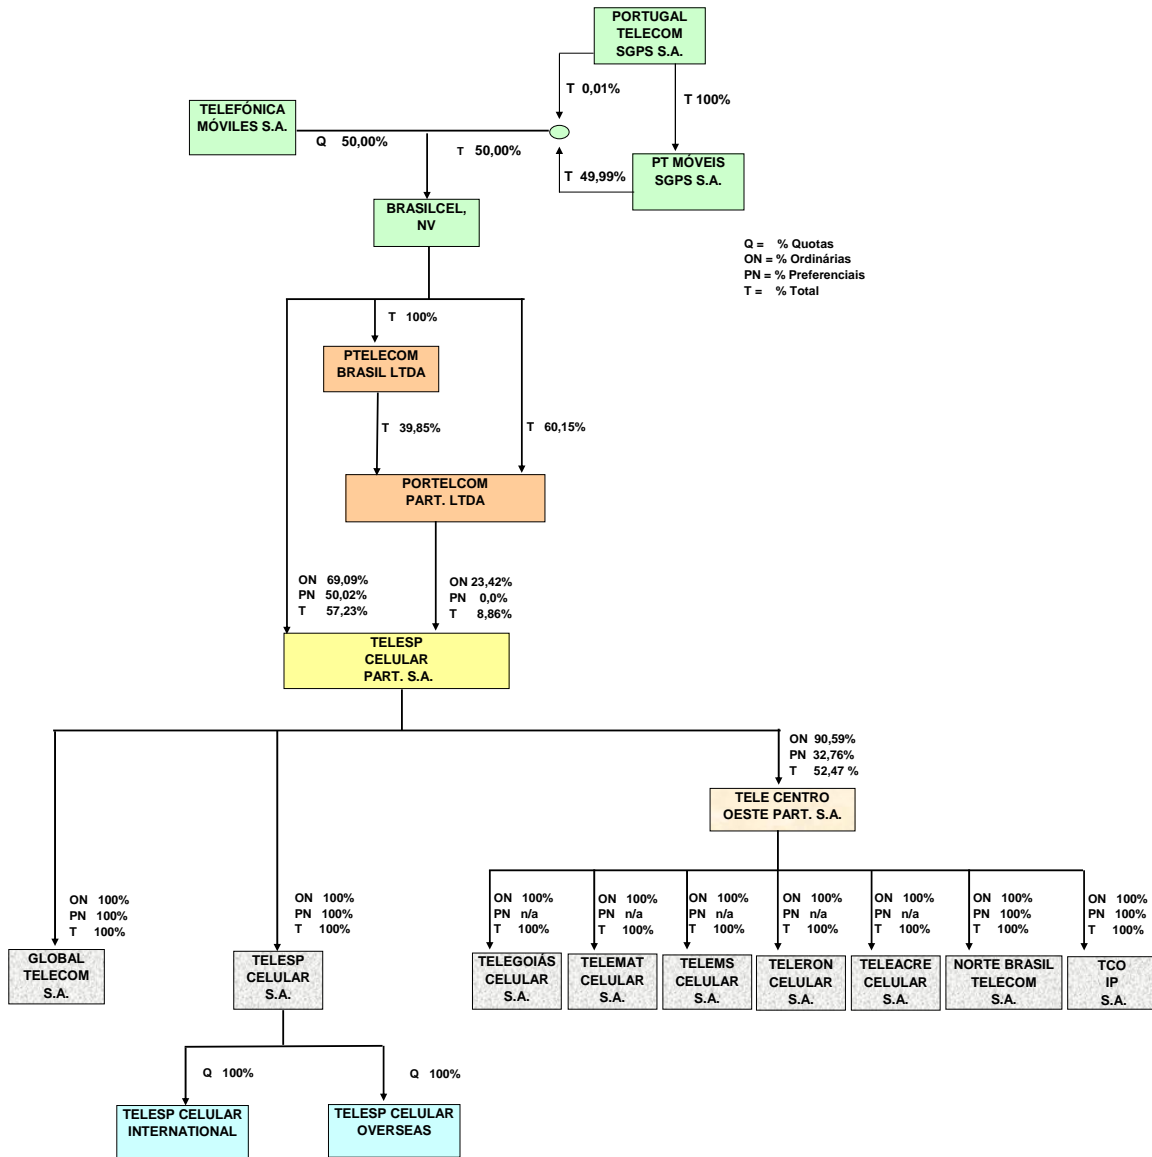 PORTUGAL
TELECOM
SGPS S.A.
T 0,01%
T 100%
TELEFÓNICA
MÓVILES S.A.
Q 50,00%
T 50,00%
PT MÓVEIS
SGPS S.A.
T 49,99%
BRASILCEL,
NV
Q = % Quotas
ON = % Ordinárias
PN = % Preferenciais
T = % Total
T 100%
PTELECOM
BRASIL LTDA
T 39,85%
T 60,15%
PORTELCOM
PART. LTDA
ON 69,09%
PN 50,02%
T 57,23%
ON 23,42%
PN 0,0%
T 8,86%
TELESP
CELULAR
PART. S.A.
ON 90,59%
PN 32,76%
T 52,47 %
TELE CENTRO
OESTE PART. S.A.
ON 100%
PN 100%
T 100%
ON 100%
PN 100%
T 100%
ON 100%
PN n/a
T 100%
ON 100%
PN n/a
T 100%
ON 100%
PN n/a
T 100%
ON 100%
PN n/a
T 100%
ON 100%
PN n/a
T 100%
ON 100%
PN 100%
T 100%
ON 100%
PN 100%
T 100%
GLOBAL
TELECOM
S.A.
TELESP
CELULAR
S.A.
TELEGOIÁS
CELULAR
S.A.
TELEMAT
CELULAR
S.A.
TELEMS
CELULAR
S.A.
TELERON
CELULAR
S.A.
TELEACRE
CELULAR
S.A.
NORTE BRASIL
TELECOM
S.A.
TCO
IP
S.A.
Q 100%
Q 100%
TELESP CELULAR
INTERNATIONAL
TELESP CELULAR
OVERSEAS